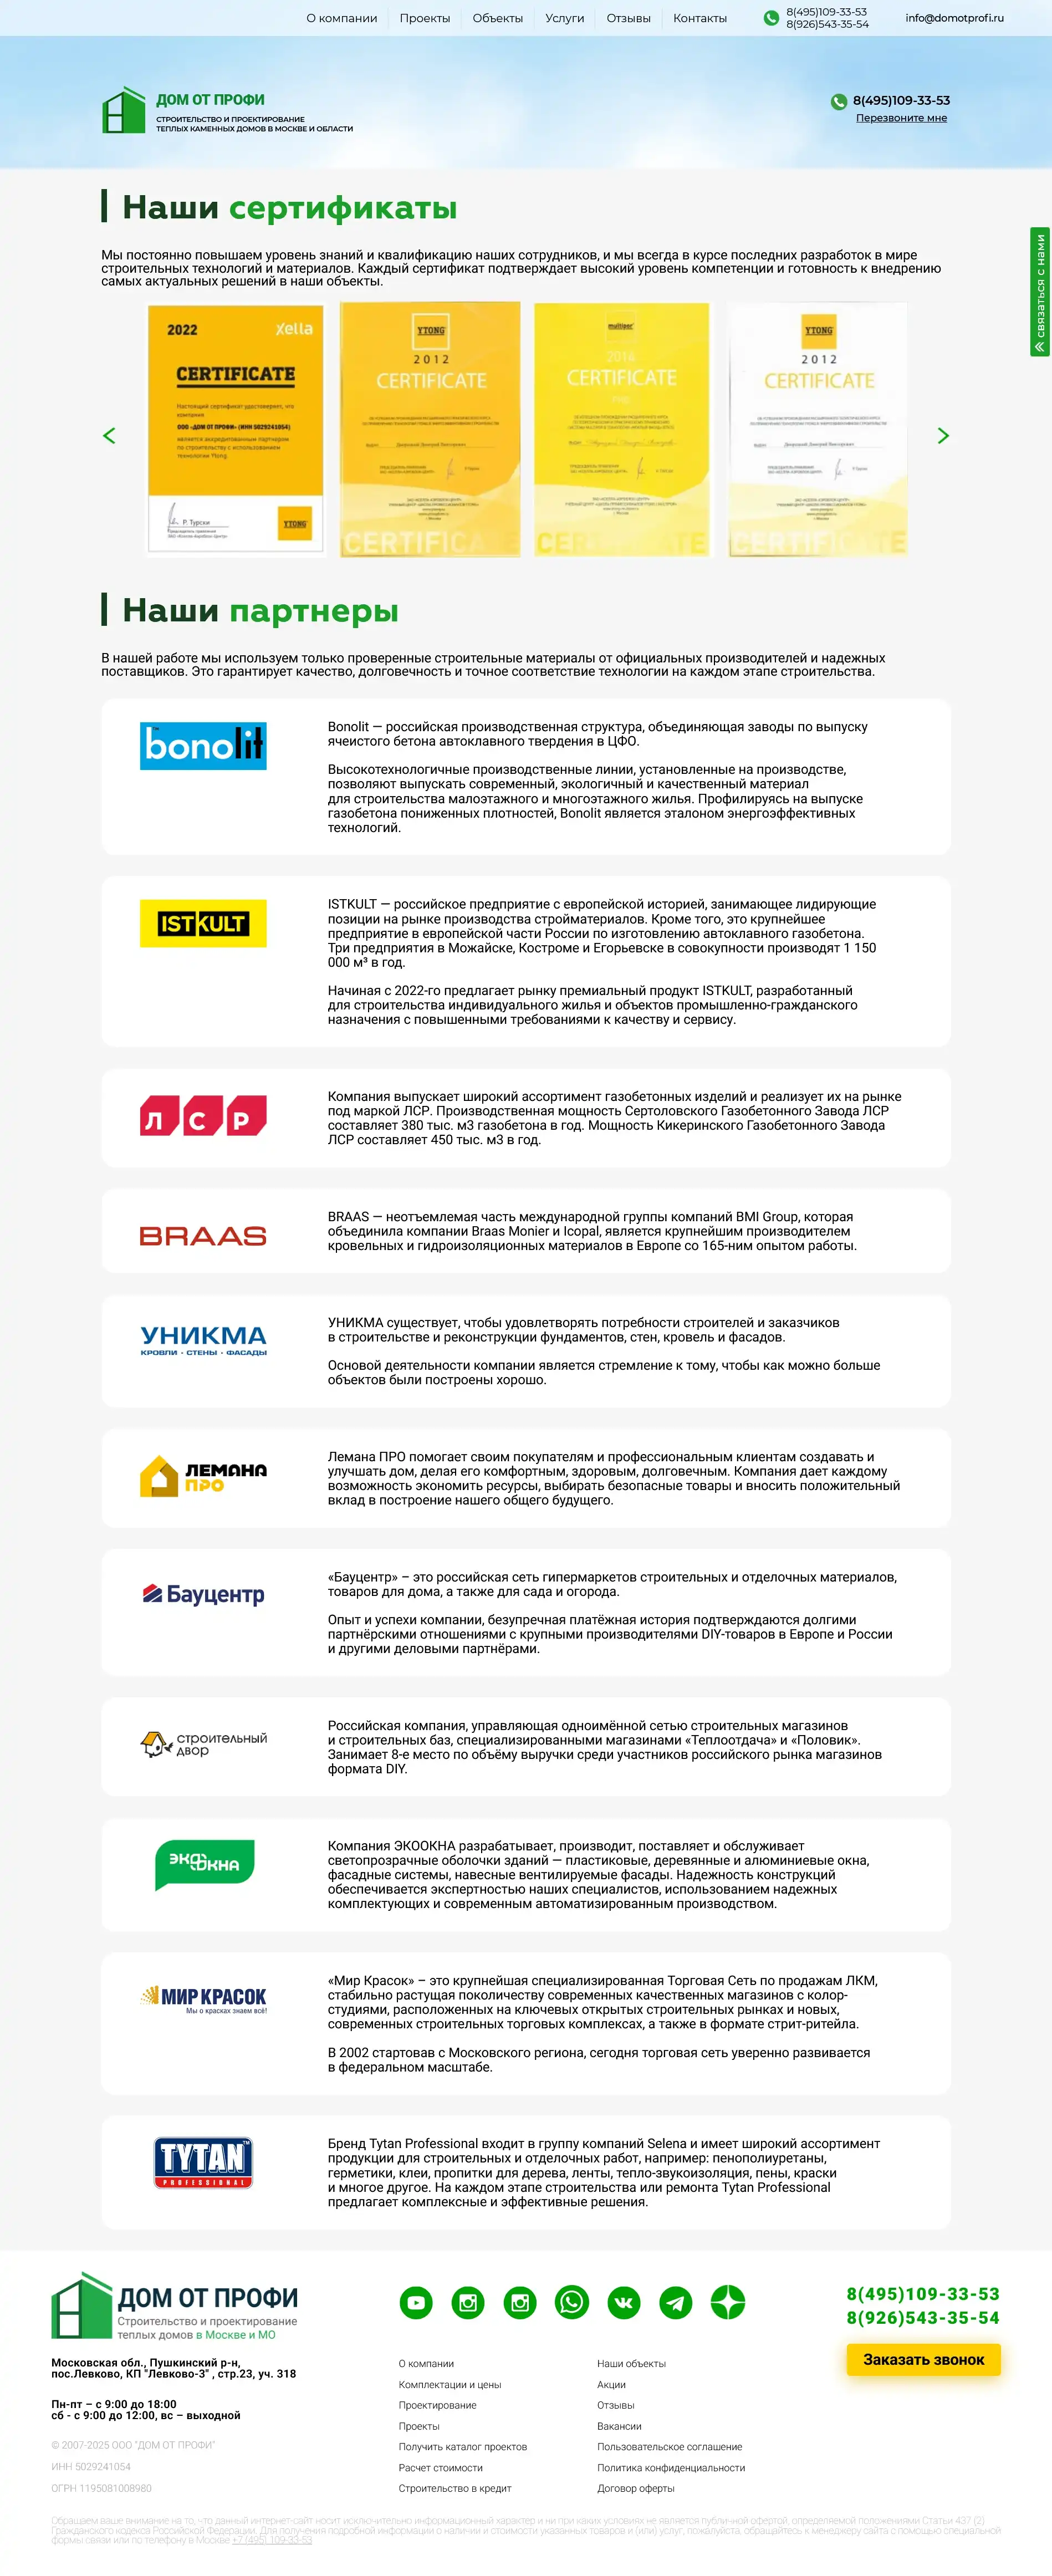 О компании
Проекты
Объекты
Услуги
Отзывы
Контакты
8(495)109-33-53
8(926)543-35-54
info@domotprofi.ru
ДОМ ОТ ПРОФИ
СТРОИТЕЛЬСТВО И ПРОЕКТИРОВАНИЕ
ТЕПЛЫХ КАМЕННЫХ ДОМОВ В МОСКВЕ И ОБЛАСТИ
8(495)109-33-53
Перезвоните мне
связаться с нами
Наши сертификаты
Мы постоянно повышаем уровень знаний и квалификацию наших сотрудников, и мы всегда в курсе последних разработок в мире
строительных технологий и материалов. Каждый сертификат подтверждает высокий уровень компетенции и готовность к внедрению
самых актуальных решений в наши объекты.
2022 xella
CERTIFICATE
Настоящий сертификат удостоверяет, что
компания
ООО «ДОМ ОТ ПРОФИ» (ИНН 5029241054)
является аккредитованным партнером
по строительству с использованием
технологии Ytong.
Р. Турски
YTONG
YTONG
2012
CERTIFICATE
CERTIFICATE
multipor
2014
CERTIFICATE
CERTIFICATE
YTONG
2012
CERTIFICATE
CERTIFICATE
Наши партнеры
В нашей работе мы используем только проверенные строительные материалы от официальных производителей и надежных
поставщиков. Это гарантирует качество, долговечность и точное соответствие технологии на каждом этапе строительства.
bonolit
Bonolit — российская производственная структура, объединяющая заводы по выпуску
ячеистого бетона автоклавного твердения в ЦФО.
Высокотехнологичные производственные линии, установленные на производстве,
позволяют выпускать современный, экологичный и качественный материал
для строительства малоэтажного и многоэтажного жилья. Профилируясь на выпуске
газобетона пониженных плотностей, Bonolit является эталоном энергоэффективных
технологий.
ISTKULT
ISTKULT — российское предприятие с европейской историей, занимающее лидирующие
позиции на рынке производства стройматериалов. Кроме того, это крупнейшее
предприятие в европейской части России по изготовлению автоклавного газобетона.
Три предприятия в Можайске, Костроме и Егорьевске в совокупности производят 1 150
000 м³ в год.
Начиная с 2022-го предлагает рынку премиальный продукт ISTKULT, разработанный
для строительства индивидуального жилья и объектов промышленно-гражданского
назначения с повышенными требованиями к качеству и сервису.
ЛСР
Компания выпускает широкий ассортимент газобетонных изделий и реализует их на рынке
под маркой ЛСР. Производственная мощность Сертоловского Газобетонного Завода ЛСР
составляет 380 тыс. м3 газобетона в год. Мощность Кикеринского Газобетонного Завода
ЛСР составляет 450 тыс. м3 в год.
BRAAS
BRAAS — неотъемлемая часть международной группы компаний BMI Group, которая
объединила компании Braas Monier и Icopal, является крупнейшим производителем
кровельных и гидроизоляционных материалов в Европе со 165-ним опытом работы.
УНИКМА
КРОВЛИ · СТЕНЫ · ФАСАДЫ
УНИКМА существует, чтобы удовлетворять потребности строителей и заказчиков
в строительстве и реконструкции фундаментов, стен, кровель и фасадов.
Основой деятельности компании является стремление к тому, чтобы как можно больше
объектов были построены хорошо.
ЛЕМАНА
ПРО
Лемана ПРО помогает своим покупателям и профессиональным клиентам создавать и
улучшать дом, делая его комфортным, здоровым, долговечным. Компания дает каждому
возможность экономить ресурсы, выбирать безопасные товары и вносить положительный
вклад в построение нашего общего будущего.
Бауцентр
«Бауцентр» – это российская сеть гипермаркетов строительных и отделочных материалов,
товаров для дома, а также для сада и огорода.
Опыт и успехи компании, безупречная платёжная история подтверждаются долгими
партнёрскими отношениями с крупными производителями DIY-товаров в Европе и России
и другими деловыми партнёрами.
строительный
двор
Российская компания, управляющая одноимённой сетью строительных магазинов
и строительных баз, специализированными магазинами «Теплоотдача» и «Половик».
Занимает 8-е место по объёму выручки среди участников российского рынка магазинов
формата DIY.
ЭКООКНА
Компания ЭКООКНА разрабатывает, производит, поставляет и обслуживает
светопрозрачные оболочки зданий — пластиковые, деревянные и алюминиевые окна,
фасадные системы, навесные вентилируемые фасады. Надежность конструкций
обеспечивается экспертностью наших специалистов, использованием надежных
комплектующих и современным автоматизированным производством.
МИР КРАСОК
Мы о красках знаем всё!
«Мир Красок» – это крупнейшая специализированная Торговая Сеть по продажам ЛКМ,
стабильно растущая поколичеству современных качественных магазинов с колор-
студиями, расположенных на ключевых открытых строительных рынках и новых,
современных строительных торговых комплексах, а также в формате стрит-ритейла.
В 2002 стартовав с Московского региона, сегодня торговая сеть уверенно развивается
в федеральном масштабе.
TYTAN
PROFESSIONAL
Бренд Tytan Professional входит в группу компаний Selena и имеет широкий ассортимент
продукции для строительных и отделочных работ, например: пенополиуретаны,
герметики, клеи, пропитки для дерева, ленты, тепло-звукоизоляция, пены, краски
и многое другое. На каждом этапе строительства или ремонта Tytan Professional
предлагает комплексные и эффективные решения.
ДОМ ОТ ПРОФИ
Строительство и проектирование
теплых домов в Москве и МО
Московская обл., Пушкинский р-н,
пос.Левково, КП "Левково-3" , стр.23, уч. 318
Пн-пт – с 9:00 до 18:00
сб - с 9:00 до 12:00, вс – выходной
© 2007-2025 ООО "ДОМ ОТ ПРОФИ"
ИНН 5029241054
ОГРН 1195081008980
О компании
Комплектации и цены
Проектирование
Проекты
Получить каталог проектов
Расчет стоимости
Строительство в кредит
Наши объекты
Акции
Отзывы
Вакансии
Пользовательское соглашение
Политика конфиденциальности
Договор оферты
8(495)109-33-53
8(926)543-35-54
Заказать звонок
Обращаем ваше внимание на то, что данный интернет-сайт носит исключительно информационный характер и ни при каких условиях не является публичной офертой, определяемой положениями Статьи 437 (2)
Гражданского кодекса Российской Федерации. Для получения подробной информации о наличии и стоимости указанных товаров и (или) услуг, пожалуйста, обращайтесь к менеджеру сайта с помощью специальной
формы связи или по телефону в Москве +7 (495) 109-33-53